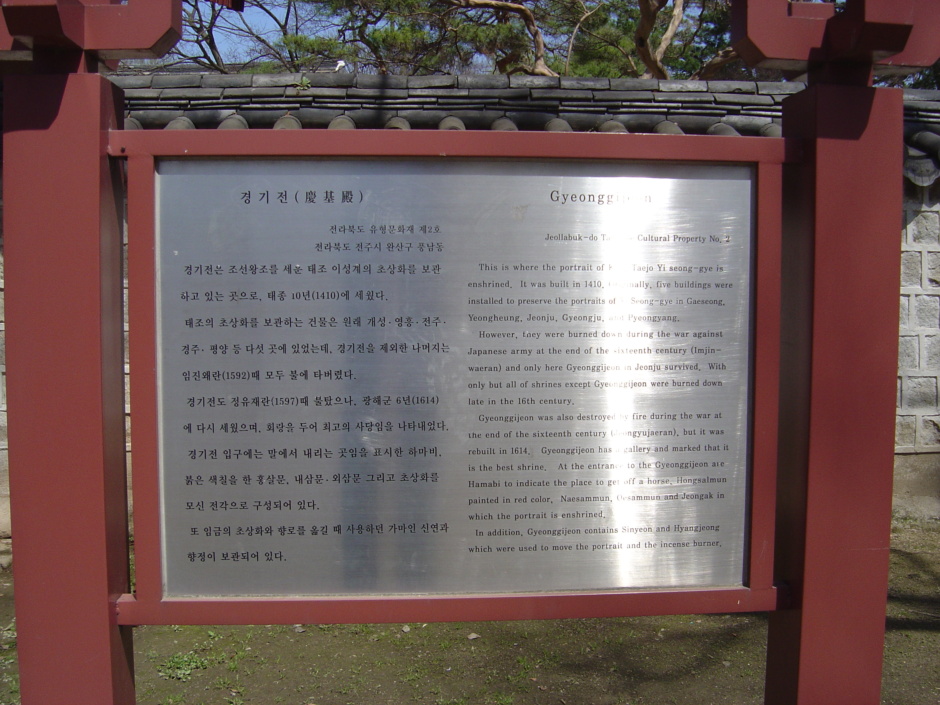 경기전(慶基殿)
전라북도 유형문화재 제2호
전라북도 전주시 완산구 풍남동
경기전는 조선왕조를 세운 태조 이성계의 초상화를 보관
하고 있는 곳으로, 태종 10년(1410)에 세웠다.
태조의 초상화를 보관하는 건물은 원래 개성·영흥·전주·
경주· 평양 등 다섯 곳에 있었는데, 경기전을 제외한 나머지는
임진왜란(1592)때 모두 불에 타버렸다.
경기전도 정유재란(1597)때 불탔으나, 광해군 6년(1614)
에 다시 세웠으며, 회랑을 두어 최고의 사당임을 나타내었다.
경기전 입구에는 말에서 내리는 곳임을 표시한 하마비,
붉은 색칠을 한 홍살문, 내삼문·외삼문 그리고 초상화를
모신 전각으로 구성되어 있다.
또 임금의 초상화와 향로를 옮길 때 사용하던 가마인 신연과
향정이 보관되어 있다.
Gyeonggijeon
Jeollabuk-do Cultural Property No. 2
This is where the portrait of Taejo Yi seong-gye is
enshrined. It was built in 1410. five buildings were
installed to preserve the portraits of Seong-gye in Gaeseong,
Yeongheung, Jeonju, Gyeongju, and Pyeongyang.
However, they were burned down during the war against
Japanese army at the end of the sixteenth century (Imjin-
waeran) and only here Gyeonggijeon in Jeonju survived. With
only but all of shrines except Gyeonggijeon were burned down
late in the 16th century.
Gyeonggijeon was also destroyed by fire during the war at
the end of the sixteenth century (Jeongyujaeran), but it was
rebuilt in 1614. Gyeonggijeon has a gallery and marked that it
is the best shrine. At the entrance to the Gyeonggijeon are
Hamabi to indicate the place to get off a horse, Hongsalmun
painted in red color, Naesammun, Oesammun and Jeongak in
which the portrait is enshrined.
In addition, Gyeonggijeon contains Sinyeon and Hyangjeong
which were used to move the portrait and the incense burner.